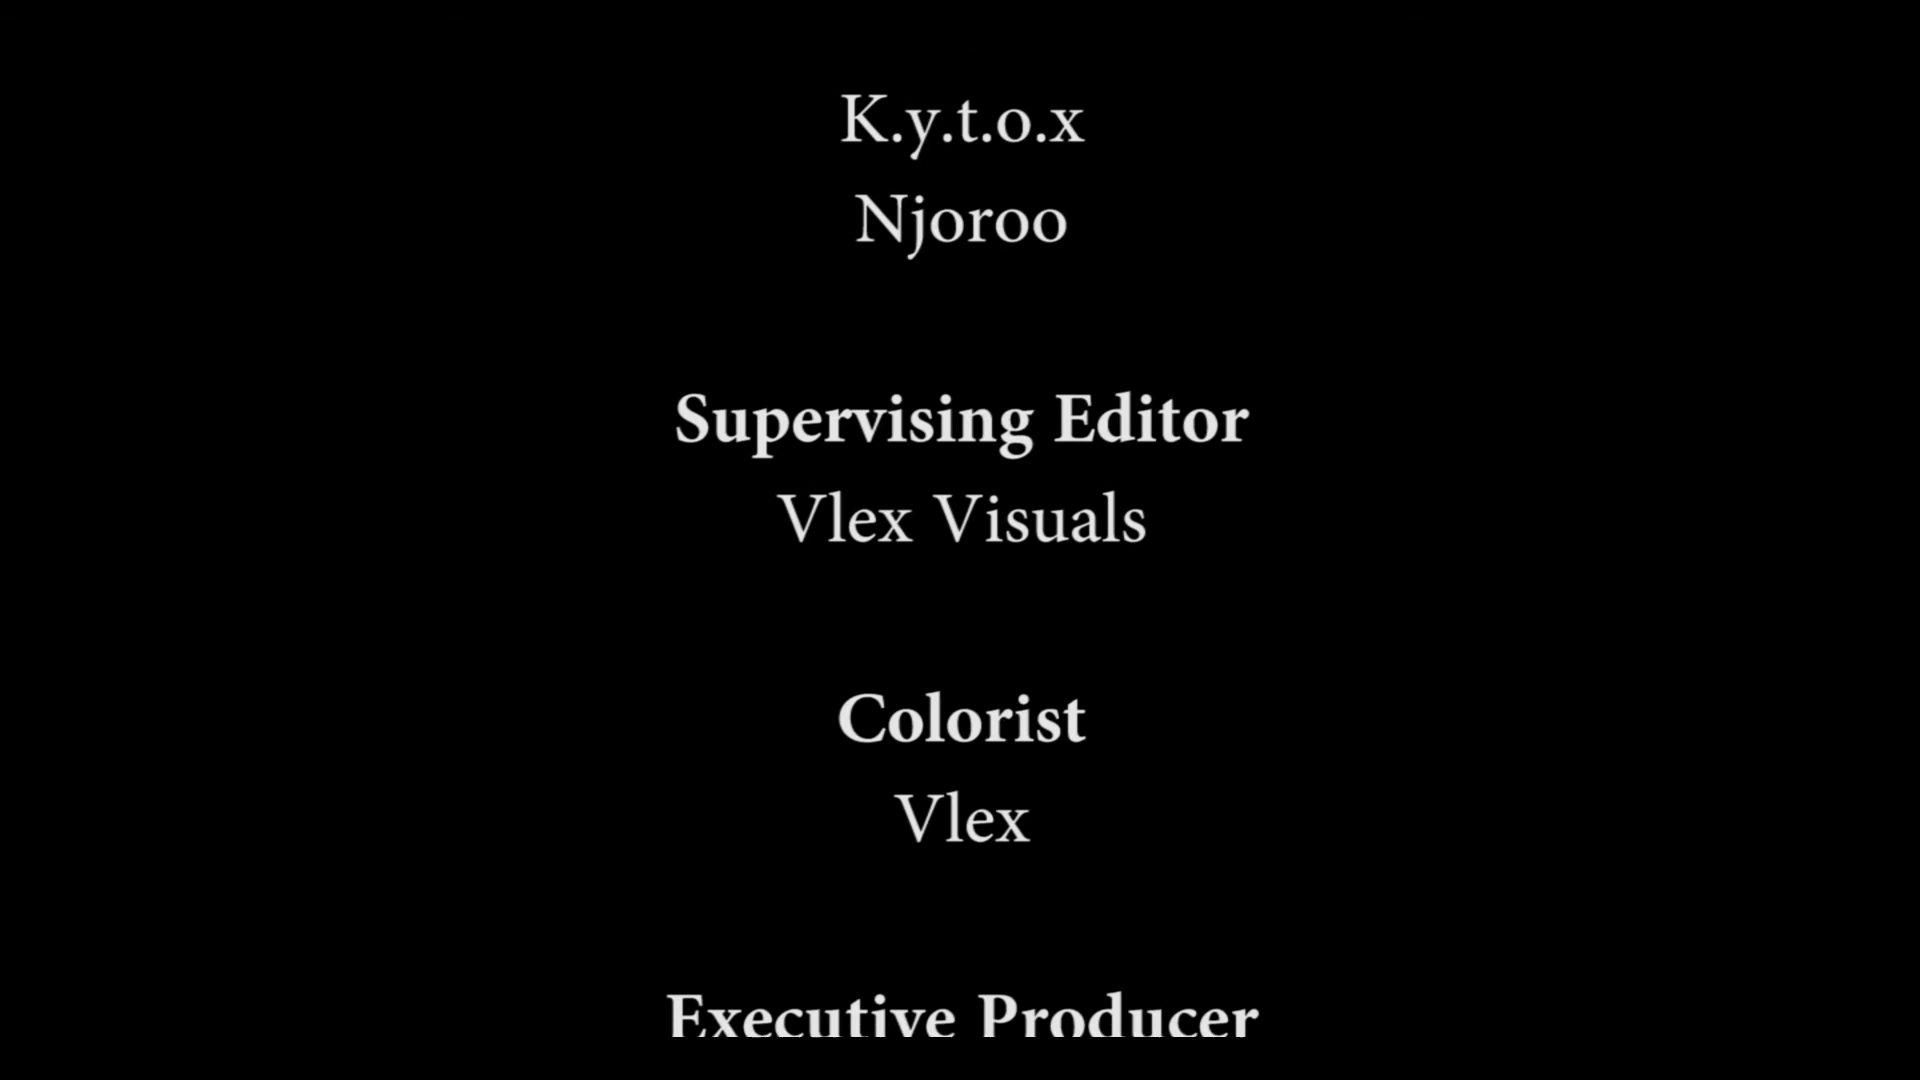 K.y.t.o.x
Njoroo
Supervising Editor
Vlex Visuals
Colorist
Vlex
Executive Producer